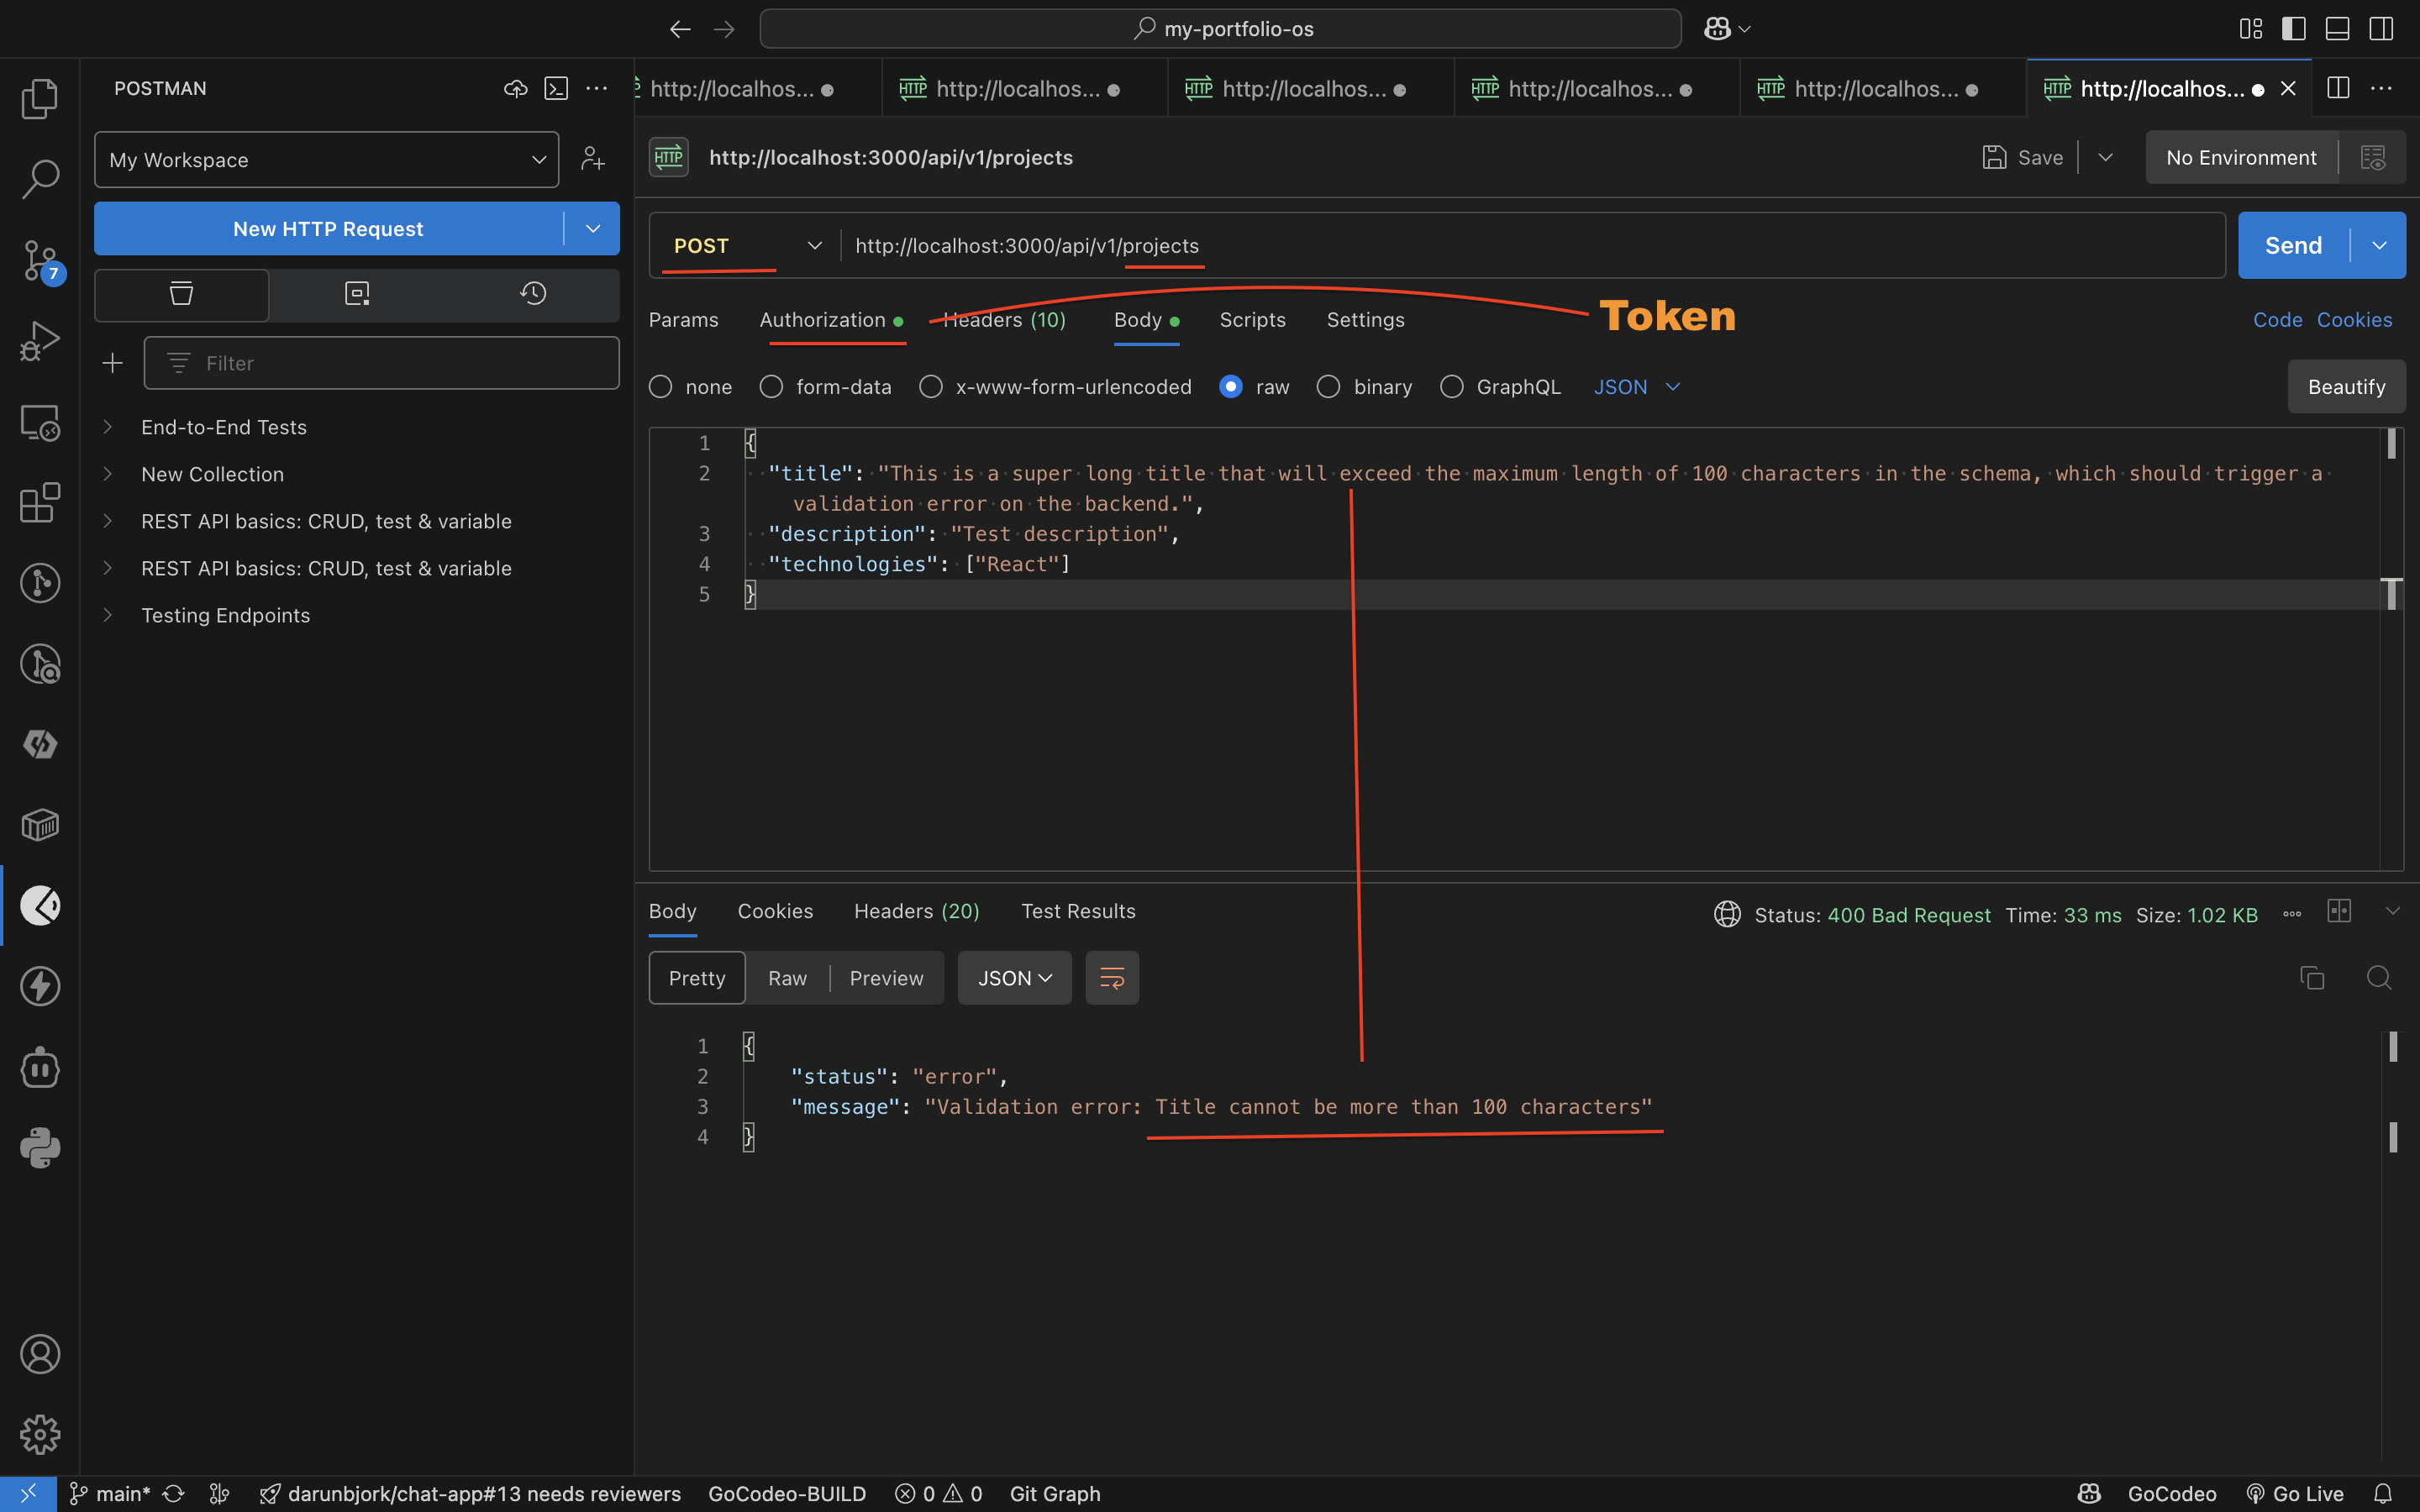 my-portfolio-os
POSTMAN
http://localhos...
http://localhos...
http://localhos...
http://localhos...
http://localhos...
http://localhos...
My Workspace
HTTP
http://localhost:3000/api/v1/projects
Save
No Environment
New HTTP Request
POST
http://localhost:3000/api/v1/projects
Send
7
Params
Authorization
Headers (10)
Body
Scripts
Settings
Token
Code
Cookies
Filter
none
form-data
x-www-form-urlencoded
raw
binary
GraphQL
JSON
Beautify
End-to-End Tests
New Collection
REST API basics: CRUD, test & variable
REST API basics: CRUD, test & variable
Testing Endpoints
1 {
2 "title": "This is a super long title that will exceed the maximum length of 100 characters in the schema, which should trigger a
validation error on the backend.",
3 "description": "Test description",
4 "technologies": ["React"]
5 }
Body
Cookies
Headers (20)
Test Results
Status: 400 Bad Request Time: 33 ms Size: 1.02 KB
Pretty
Raw
Preview
JSON
1 {
2 "status": "error",
3 "message": "Validation error: Title cannot be more than 100 characters"
4 }
main*
darunbjork/chat-app#13 needs reviewers
GoCodeo-BUILD
0 0
Git Graph
GoCodeo
Go Live